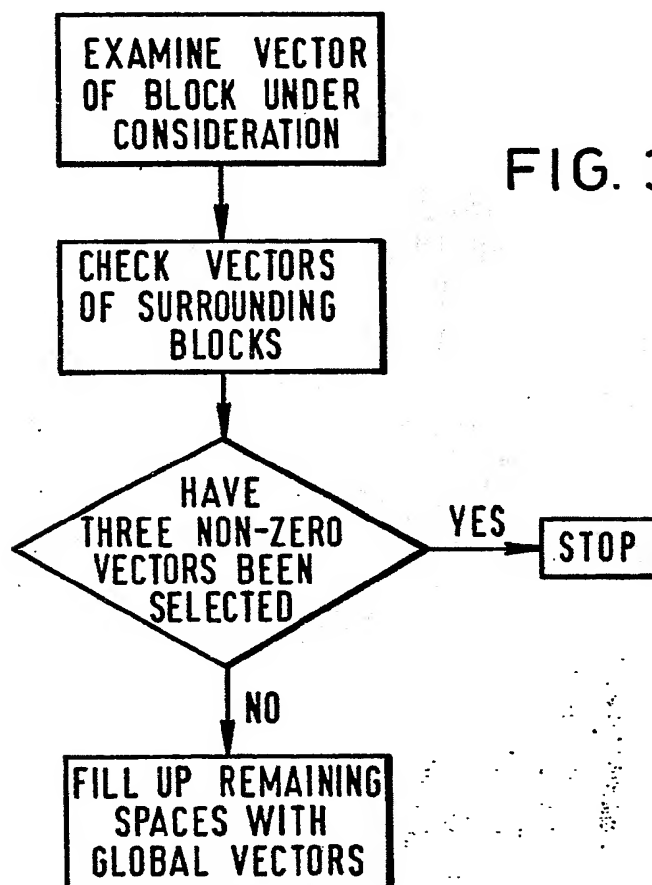 EXAMINE VECTOR
OF BLOCK UNDER
CONSIDERATION
FIG. 3
CHECK VECTORS
OF SURROUNDING
BLOCKS
HAVE
THREE NON-ZERO
VECTORS BEEN
SELECTED
YES
STOP
NO
FILL UP REMAINING
SPACES WITH
GLOBAL VECTORS